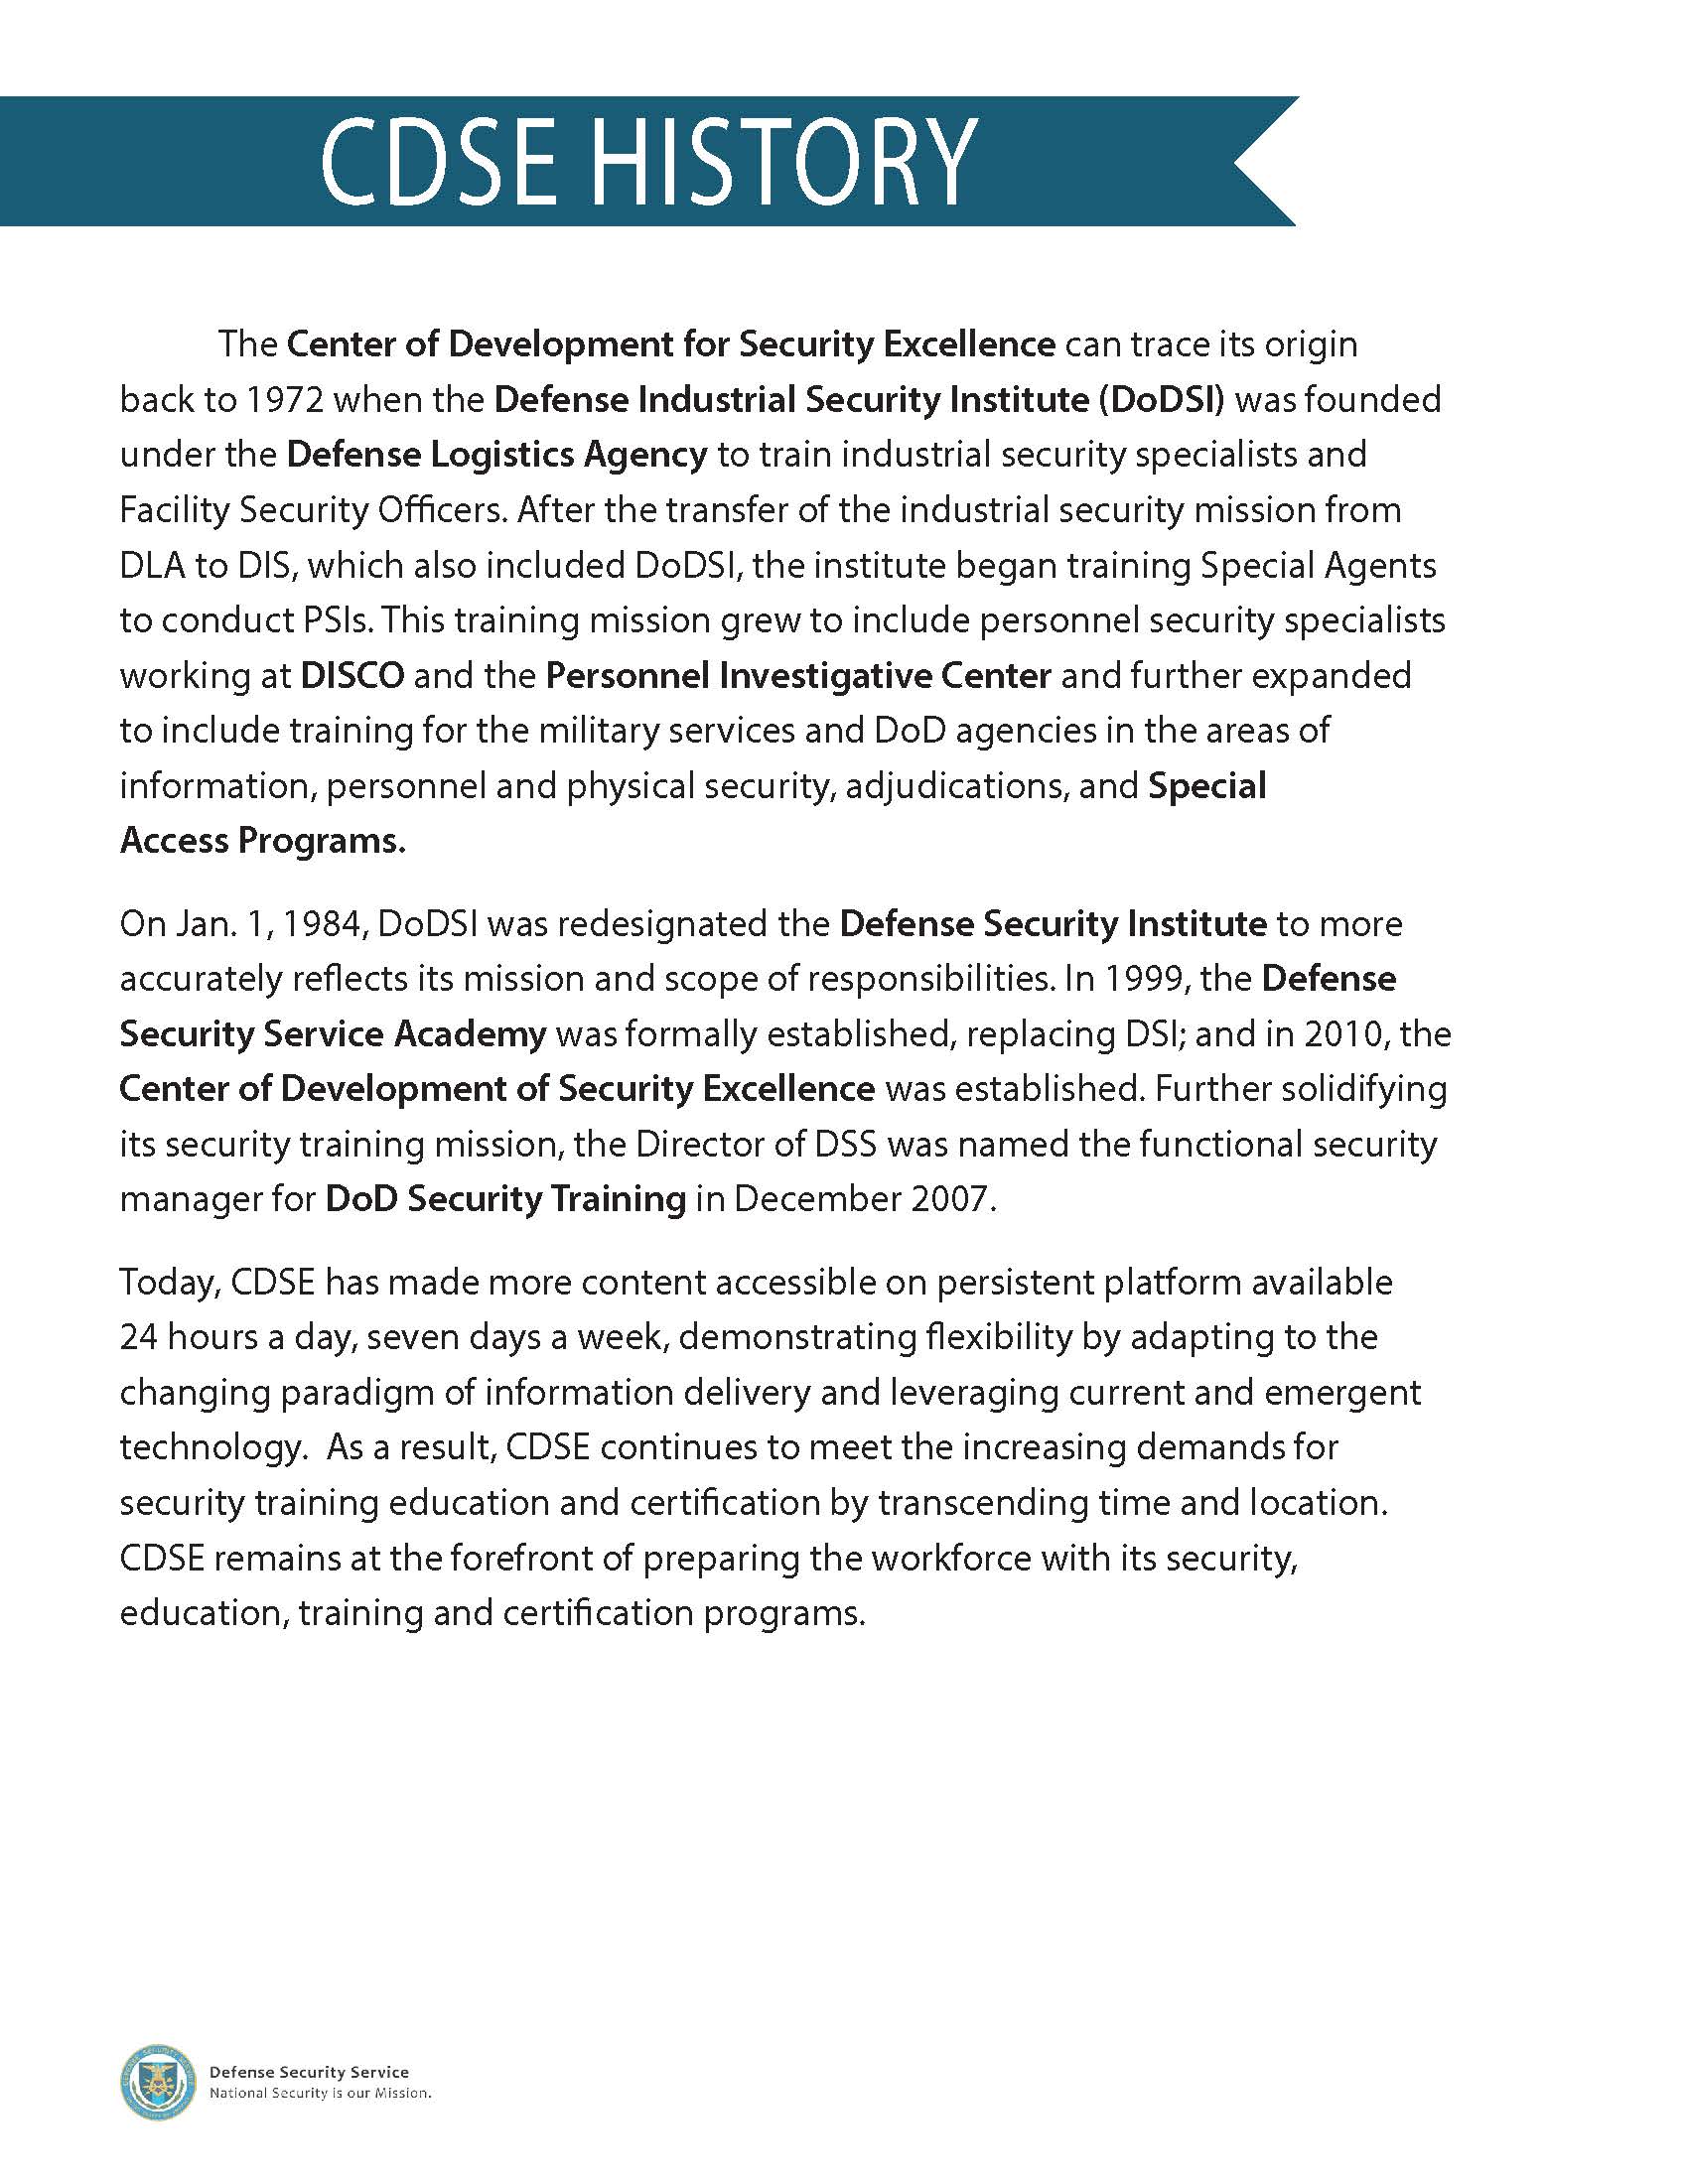 CDSE HISTORY
The Center of Development for Security Excellence can trace its origin
back to 1972 when the Defense Industrial Security Institute (DoDSI) was founded
under the Defense Logistics Agency to train industrial security specialists and
Facility Security Officers. After the transfer of the industrial security mission from
DLA to DIS, which also included DoDSI, the institute began training Special Agents
to conduct PSIs. This training mission grew to include personnel security specialists
working at DISCO and the Personnel Investigative Center and further expanded
to include training for the military services and DoD agencies in the areas of
information, personnel and physical security, adjudications, and Special
Access Programs.
On Jan. 1, 1984, DoDSI was redesignated the Defense Security Institute to more
accurately reflects its mission and scope of responsibilities. In 1999, the Defense
Security Service Academy was formally established, replacing DSI; and in 2010, the
Center of Development of Security Excellence was established. Further solidifying
its security training mission, the Director of DSS was named the functional security
manager for DoD Security Training in December 2007.
Today, CDSE has made more content accessible on persistent platform available
24 hours a day, seven days a week, demonstrating flexibility by adapting to the
changing paradigm of information delivery and leveraging current and emergent
technology.  As a result, CDSE continues to meet the increasing demands for
security training education and certification by transcending time and location.
CDSE remains at the forefront of preparing the workforce with its security,
education, training and certification programs.
Defense Security Service
National Security is our Mission.